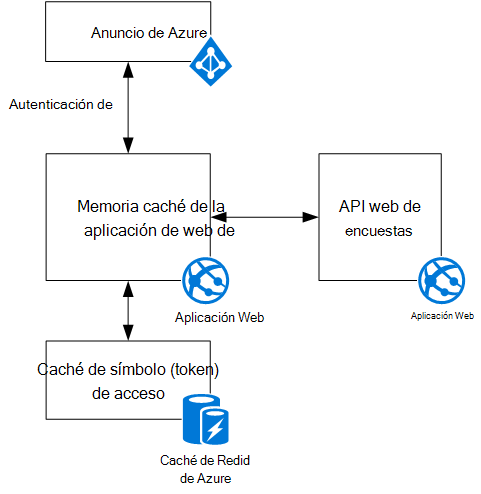 Anuncio de Azure
Autenticación de
Memoria caché de la
aplicación de web de
API web de
encuestas
Aplicación Web
Aplicación Web
Caché de símbolo (token)
de acceso
Caché de Redid
de Azure